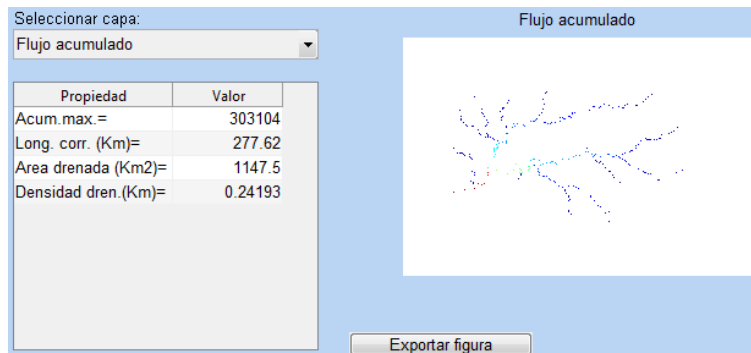 Seleccionar capa:
Flujo acumulado
Propiedad Valor
Acum.max.= 303104
Long. corr. (Km)= 277.62
Area drenada (Km2)= 1147.5
Densidad dren.(Km)= 0.24193
Flujo acumulado
Exportar figura